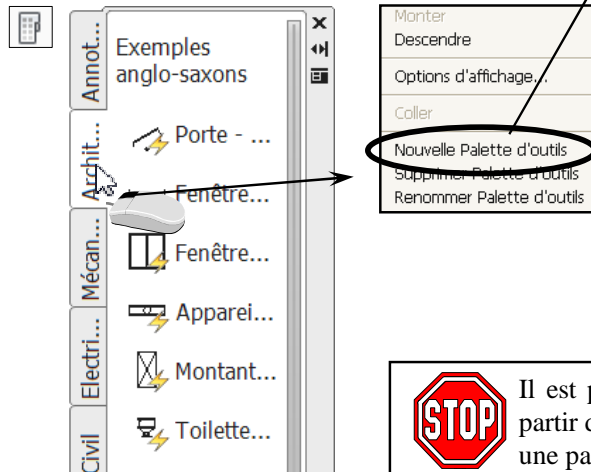 Annot...
Archit...
Mécan...
Electri...
Civil
Exemples
anglo-saxons
Porte - ...
Fenêtre...
Fenêtre...
Apparei...
Montant...
Toilette...
Monter
Descendre
Options d'affichage...
Coller
Nouvelle Palette d'outils
Supprimer Palette d'outils
Renommer Palette d'outils
STOP
Il est p
partir d
une pa